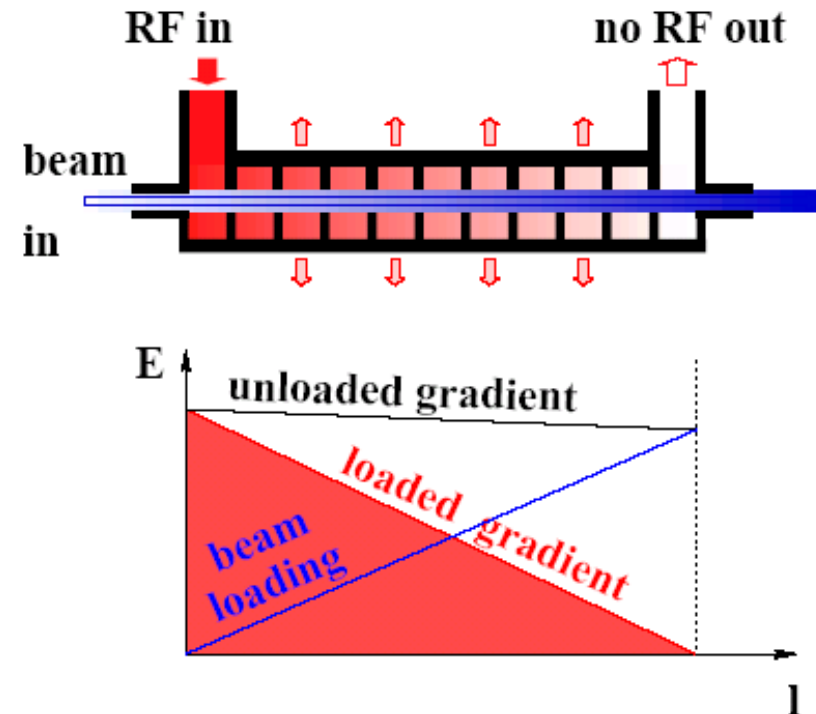 RF in
no RF out
beam
in
E
unloaded gradient
loaded gradient
beam
loading
l